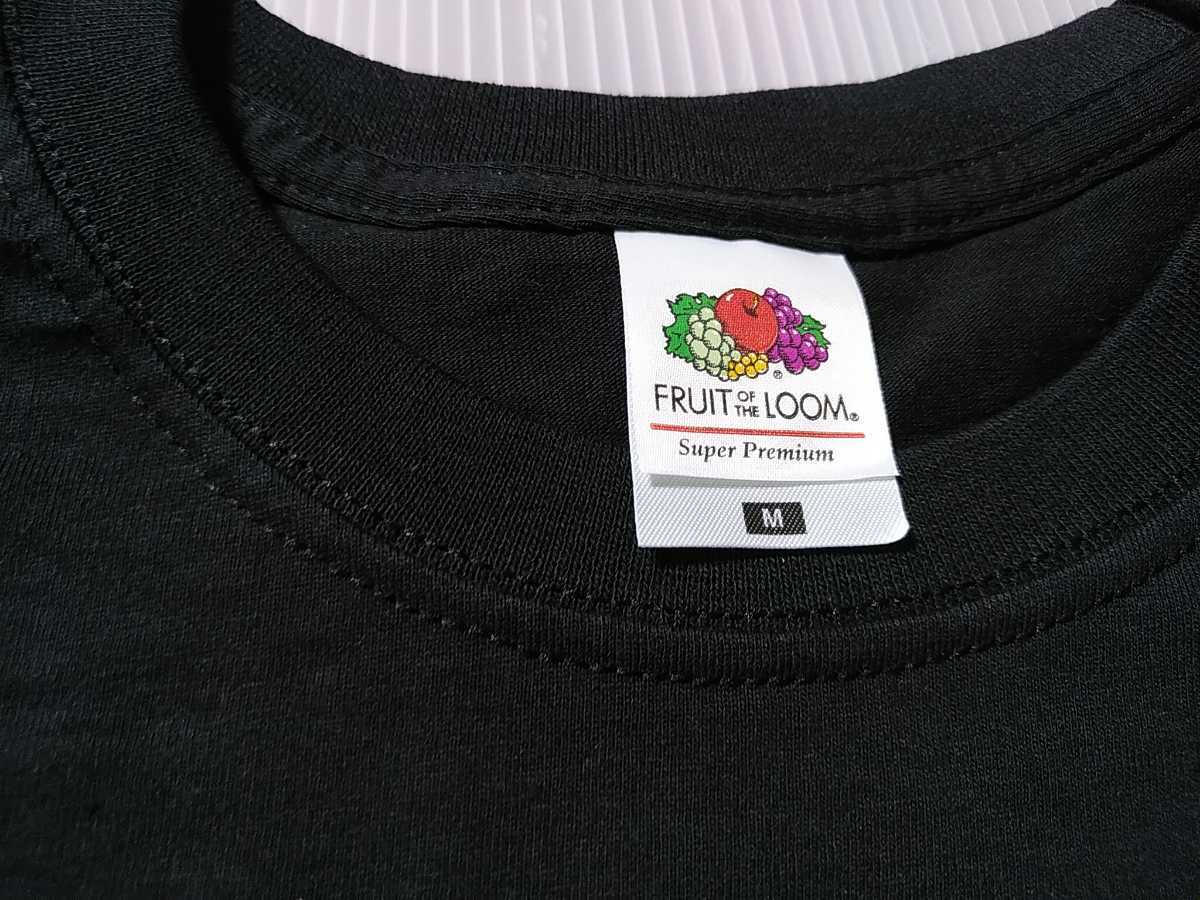 ®
FRUIT OF THE LOOM®
Super Premium
M